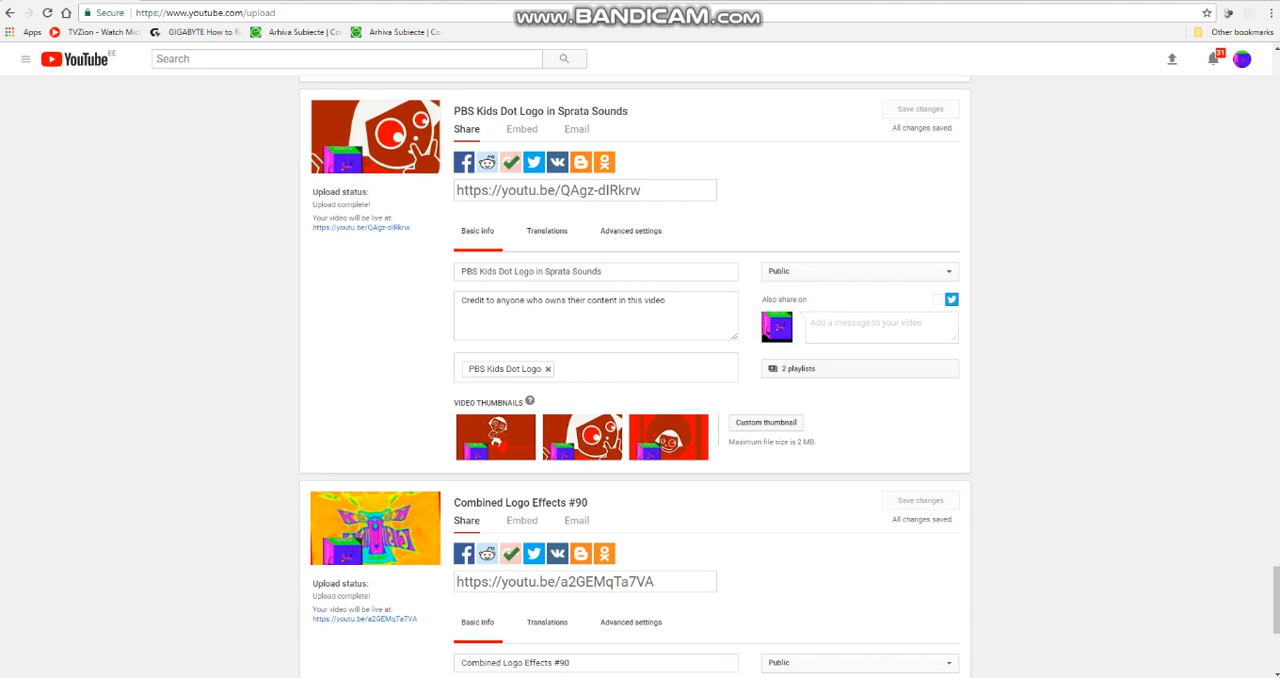 Secure
https://www.youtube.com/upload
www.BANDICAM.com
Apps
TVZion - Watch Mic
GIGABYTE How to R
Arhiva Subiecte | Co
Arhiva Subiecte | Co
Other bookmarks
YouTube EE
Search
31
PBS Kids Dot Logo in Sprata Sounds
Save changes
Share Embed Email
All changes saved.
https://youtu.be/QAgz-dIRkrw
Upload status:
Upload complete!
Your video will be live at:
https://youtu.be/QAgz-dIRkrw
Basic info Translations Advanced settings
PBS Kids Dot Logo in Sprata Sounds
Public
Credit to anyone who owns their content in this video
Also share on
Add a message to your video
PBS Kids Dot Logo ×
2 playlists
VIDEO THUMBNAILS ?
Custom thumbnail
Maximum file size is 2 MB.
Combined Logo Effects #90
Save changes
Share Embed Email
All changes saved.
https://youtu.be/a2GEMqTa7VA
Upload status:
Upload complete!
Your video will be live at:
https://youtu.be/a2GEMqTa7VA
Basic info Translations Advanced settings
Combined Logo Effects #90
Public